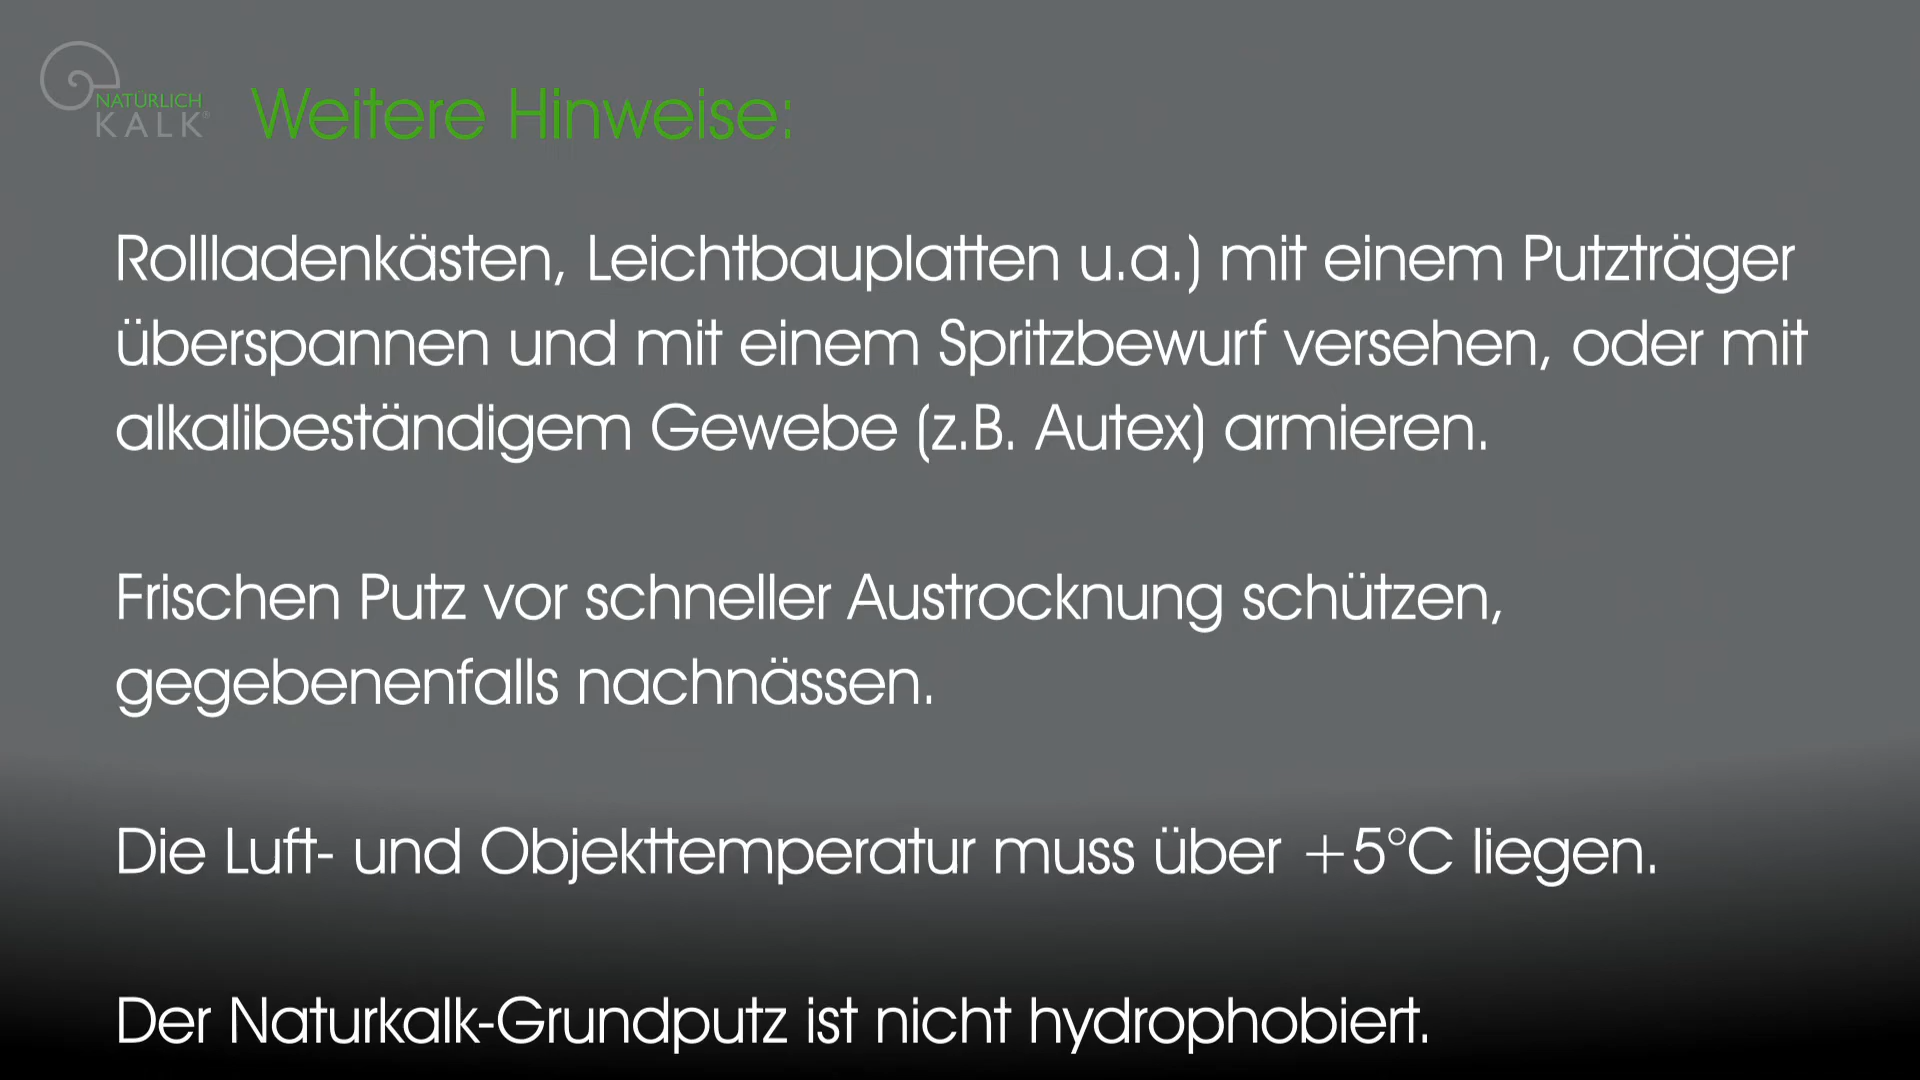 NATÜRLICH
KALK®
Weitere Hinweise:
Rollladenkästen, Leichtbauplatten u.a.) mit einem Putzträger
überspannen und mit einem Spritzbewurf versehen, oder mit
alkalibeständigem Gewebe (z.B. Autex) armieren.
Frischen Putz vor schneller Austrocknung schützen,
gegebenenfalls nachnässen.
Die Luft- und Objekttemperatur muss über +5°C liegen.
Der Naturkalk-Grundputz ist nicht hydrophobiert.